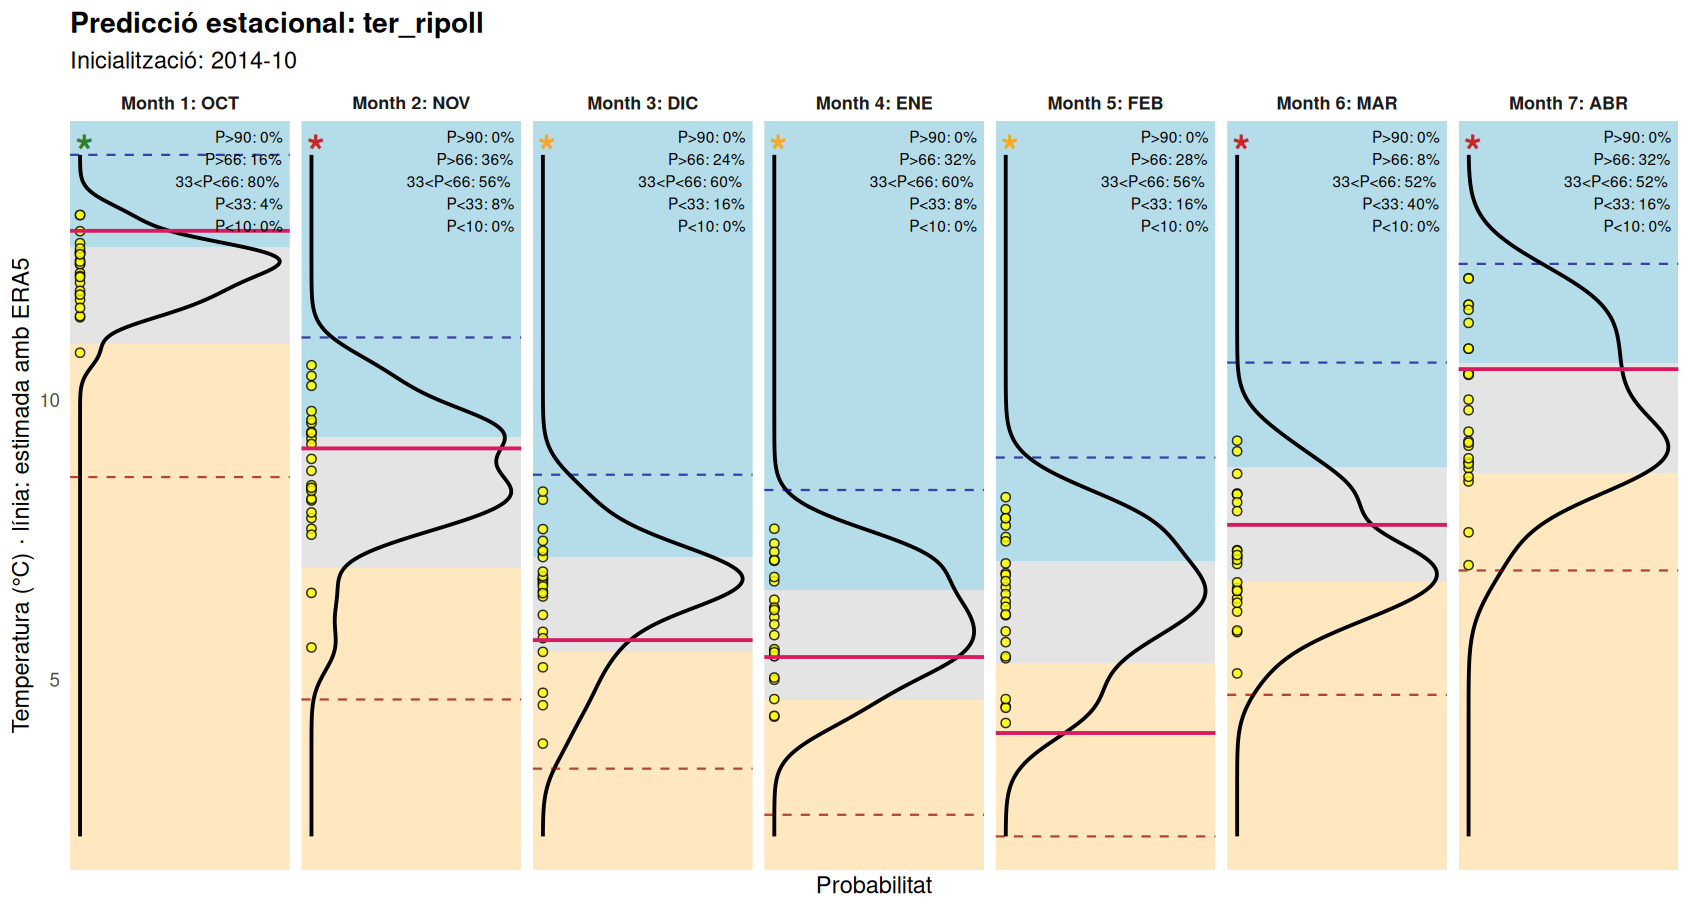 Predicció estacional: ter_ripoll
Inicialització: 2014-10
Month 1: OCT
Month 2: NOV
Month 3: DIC
Month 4: ENE
Month 5: FEB
Month 6: MAR
Month 7: ABR
*
P>90: 0%
P>66: 16%
33<P<66: 80%
P<33: 4%
P<10: 0%
*
P>90: 0%
P>66: 36%
33<P<66: 56%
P<33: 8%
P<10: 0%
*
P>90: 0%
P>66: 24%
33<P<66: 60%
P<33: 16%
P<10: 0%
*
P>90: 0%
P>66: 32%
33<P<66: 60%
P<33: 8%
P<10: 0%
*
P>90: 0%
P>66: 28%
33<P<66: 56%
P<33: 16%
P<10: 0%
*
P>90: 0%
P>66: 8%
33<P<66: 52%
P<33: 40%
P<10: 0%
*
P>90: 0%
P>66: 32%
33<P<66: 52%
P<33: 16%
P<10: 0%
10
5
Temperatura (°C) · línia: estimada amb ERA5
Probabilitat